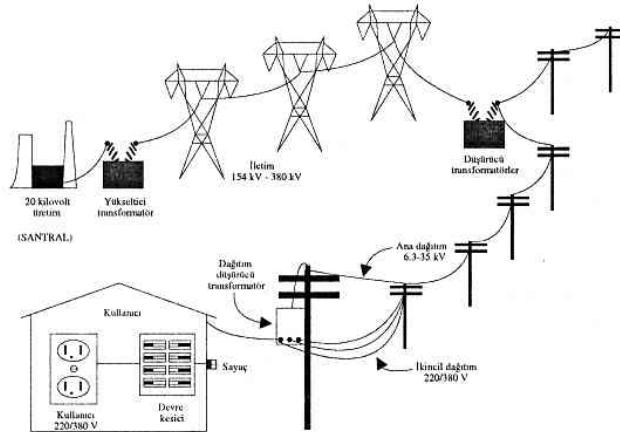 İletim
154 kV - 380 kV
Düşürücü
transformatörler
20 kilovolt
üretim
Yükseltici
transformatör
(SANTRAL)
Ana dağıtım
6.3-35 kV
Dağıtım
düşürücü
transformatör
Kullanıcı
Sayaç
İkincil dağıtım
220/380 V
Kullanıcı
220/380 V
Devre
kesici